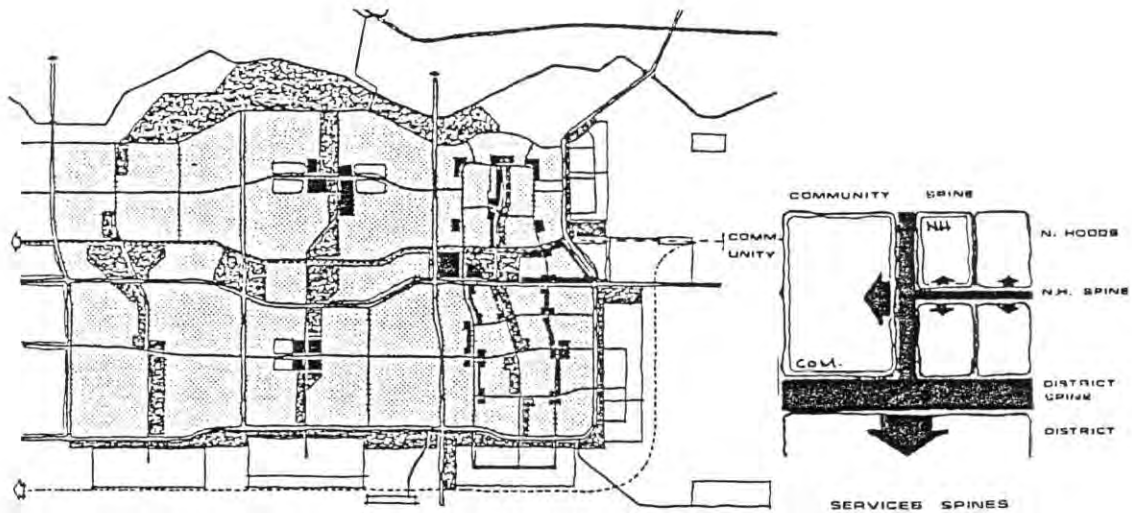 COMMUNITY SPINE
NH
N. HOODS
COMM.
UNITY
N.H. SPINE
COM.
DISTRICT
SPINE
DISTRICT
SERVICES SPINES